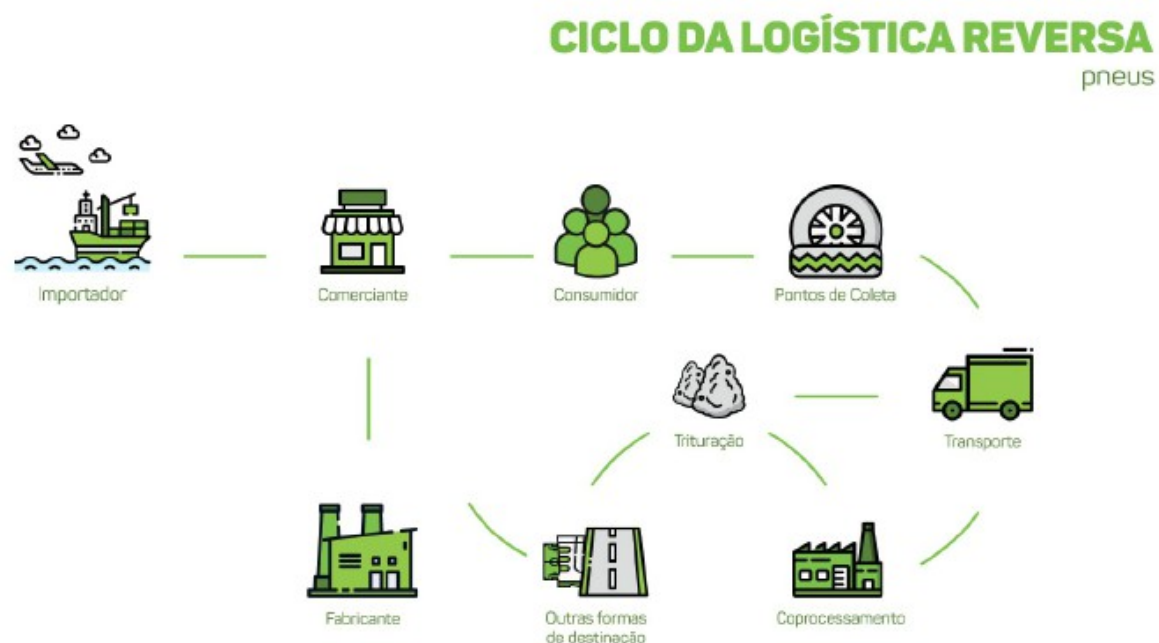 CICLO DA LOGÍSTICA REVERSA
pneus
Importador
Comerciante
Consumidor
Pontos de Coleta
Trituração
Transporte
Fabricante
Outras formas
de destinação
Coprocessamento